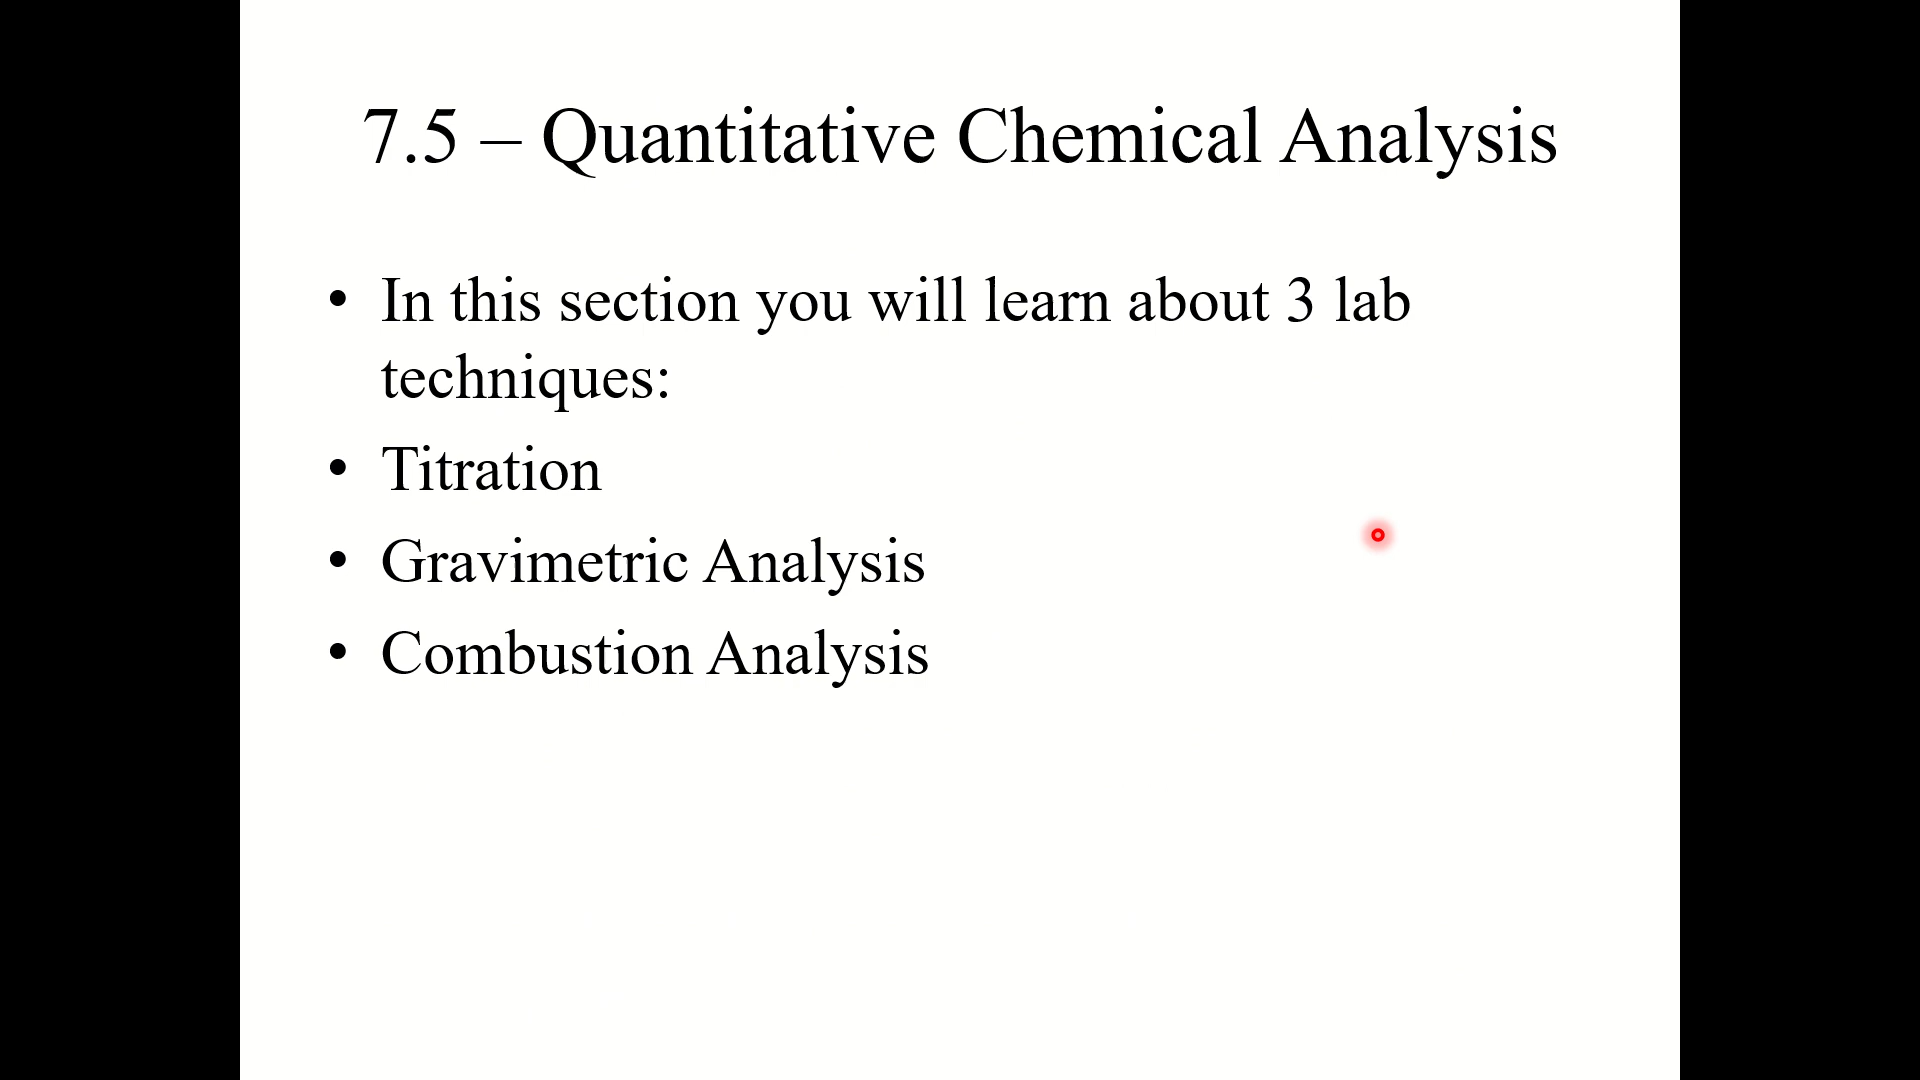 7.5 – Quantitative Chemical Analysis
• In this section you will learn about 3 lab
techniques:
• Titration
• Gravimetric Analysis
• Combustion Analysis